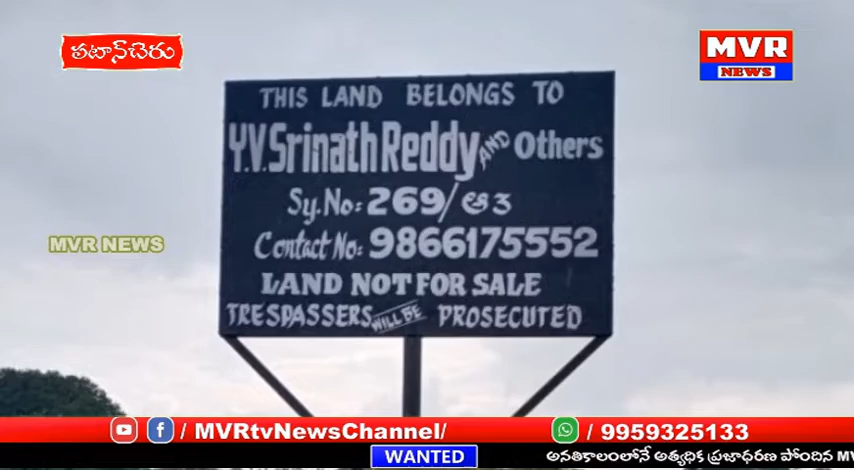 పటాన్‌చెరు
MVR
NEWS
THIS LAND BELONGS TO
Y.V. Srinath Reddy AND Others
Sy. No: 269/ఆ3
Contact No: 9866175552
LAND NOT FOR SALE
TRESPASSERS WILL BE PROSECUTED
MVR NEWS
/ MVRtvNewsChannel/
/ 9959325133
WANTED
అనతికాలంలోనే అత్యధిక ప్రజాధరణ పొందిన MV